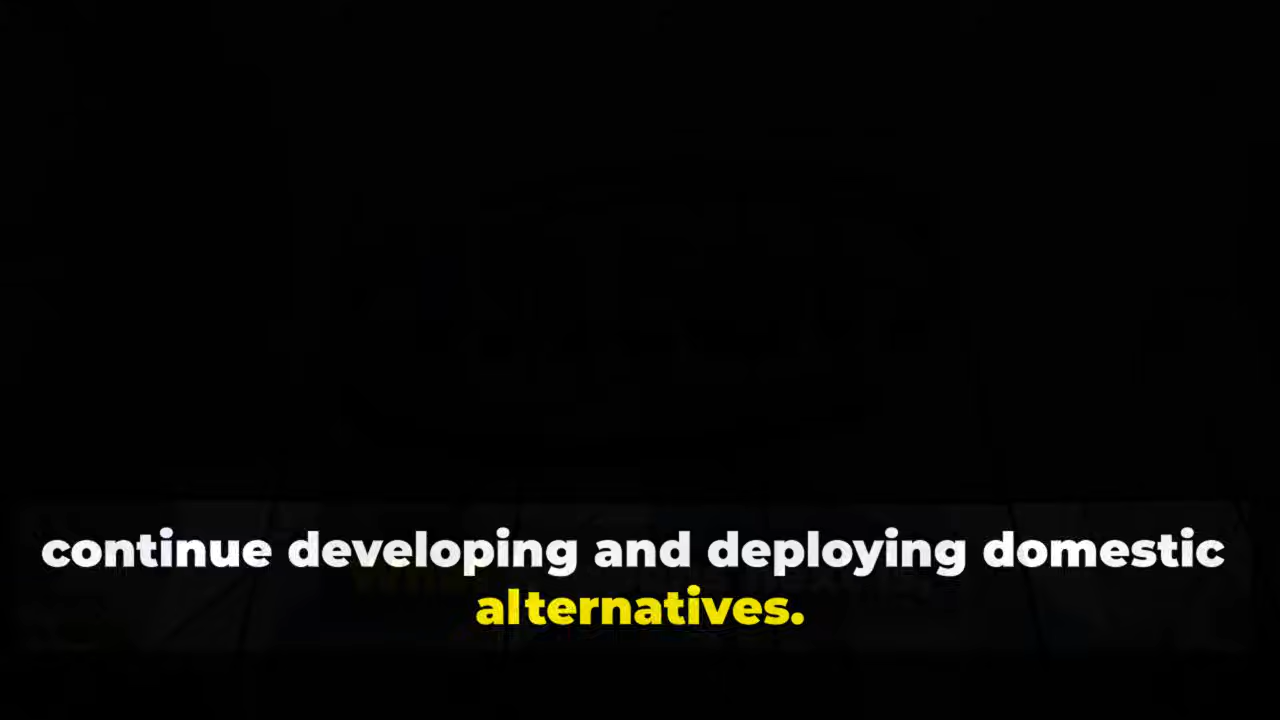 continue developing and deploying domestic
alternatives.